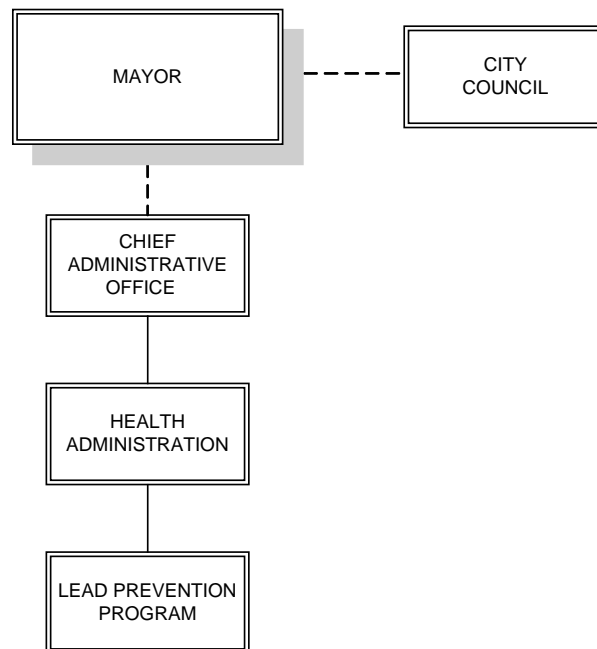 MAYOR
CITY
COUNCIL
CHIEF
ADMINISTRATIVE
OFFICE
HEALTH
ADMINISTRATION
LEAD PREVENTION
PROGRAM